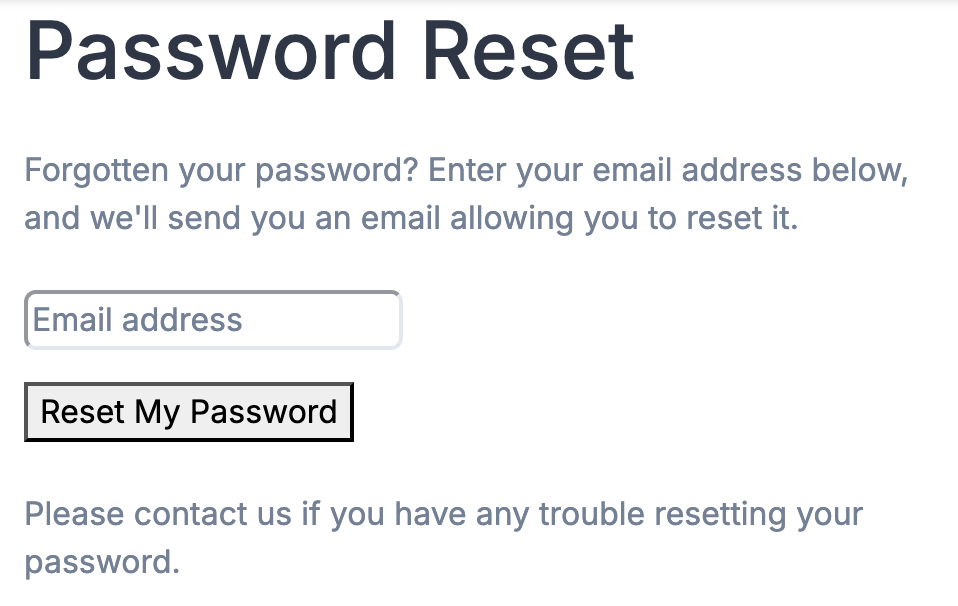 Password Reset
Forgotten your password? Enter your email address below,
and we'll send you an email allowing you to reset it.
Email address
Reset My Password
Please contact us if you have any trouble resetting your
password.